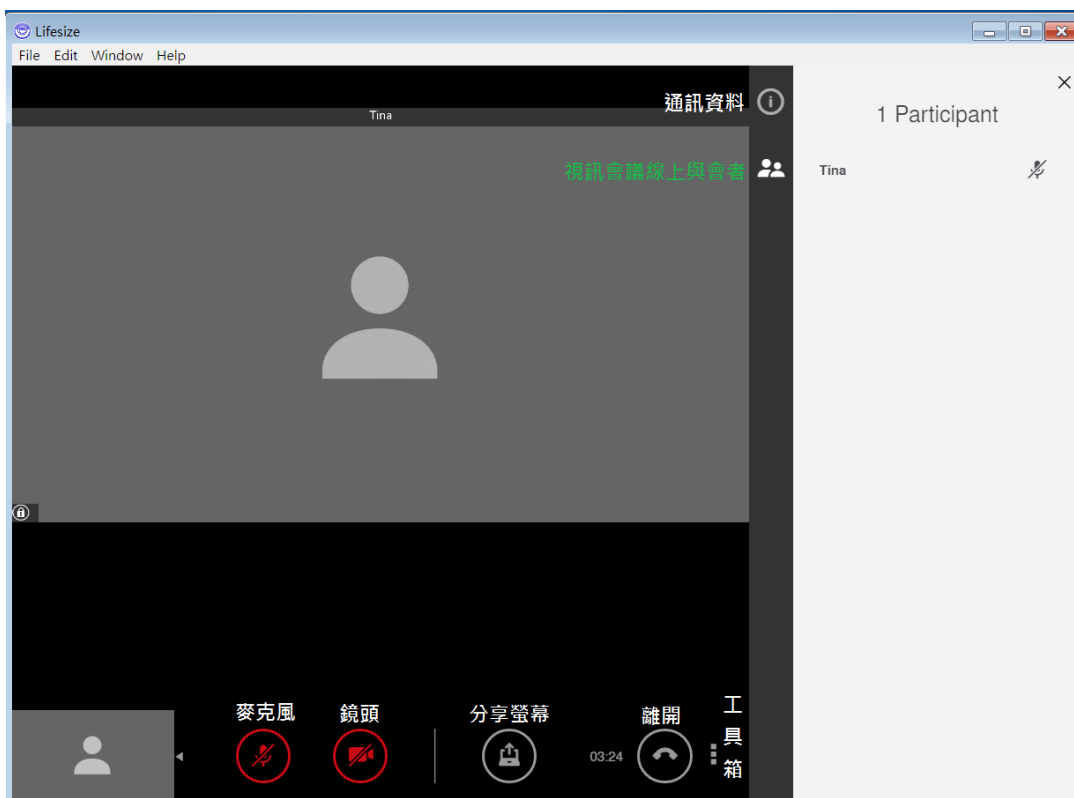 Lifesize
File Edit Window Help
通訊資料
Tina
1 Participant
視訊會議線上與會者
Tina
麥克風
鏡頭
分享螢幕
離開
工具箱
03:24